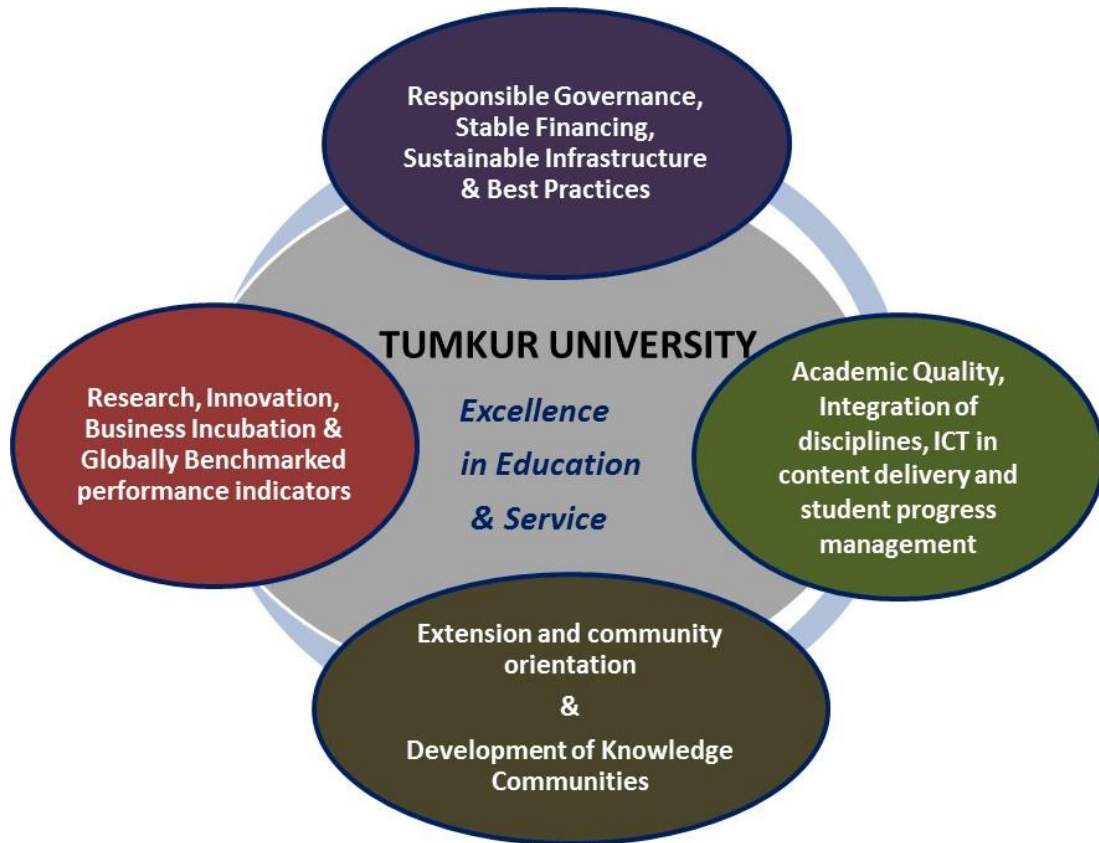 Responsible Governance,
Stable Financing,
Sustainable Infrastructure
& Best Practices
TUMKUR UNIVERSITY
Excellence
in Education
& Service
Research, Innovation,
Business Incubation &
Globally Benchmarked
performance indicators
Academic Quality,
Integration of
disciplines, ICT in
content delivery and
student progress
management
Extension and community
orientation
&
Development of Knowledge
Communities